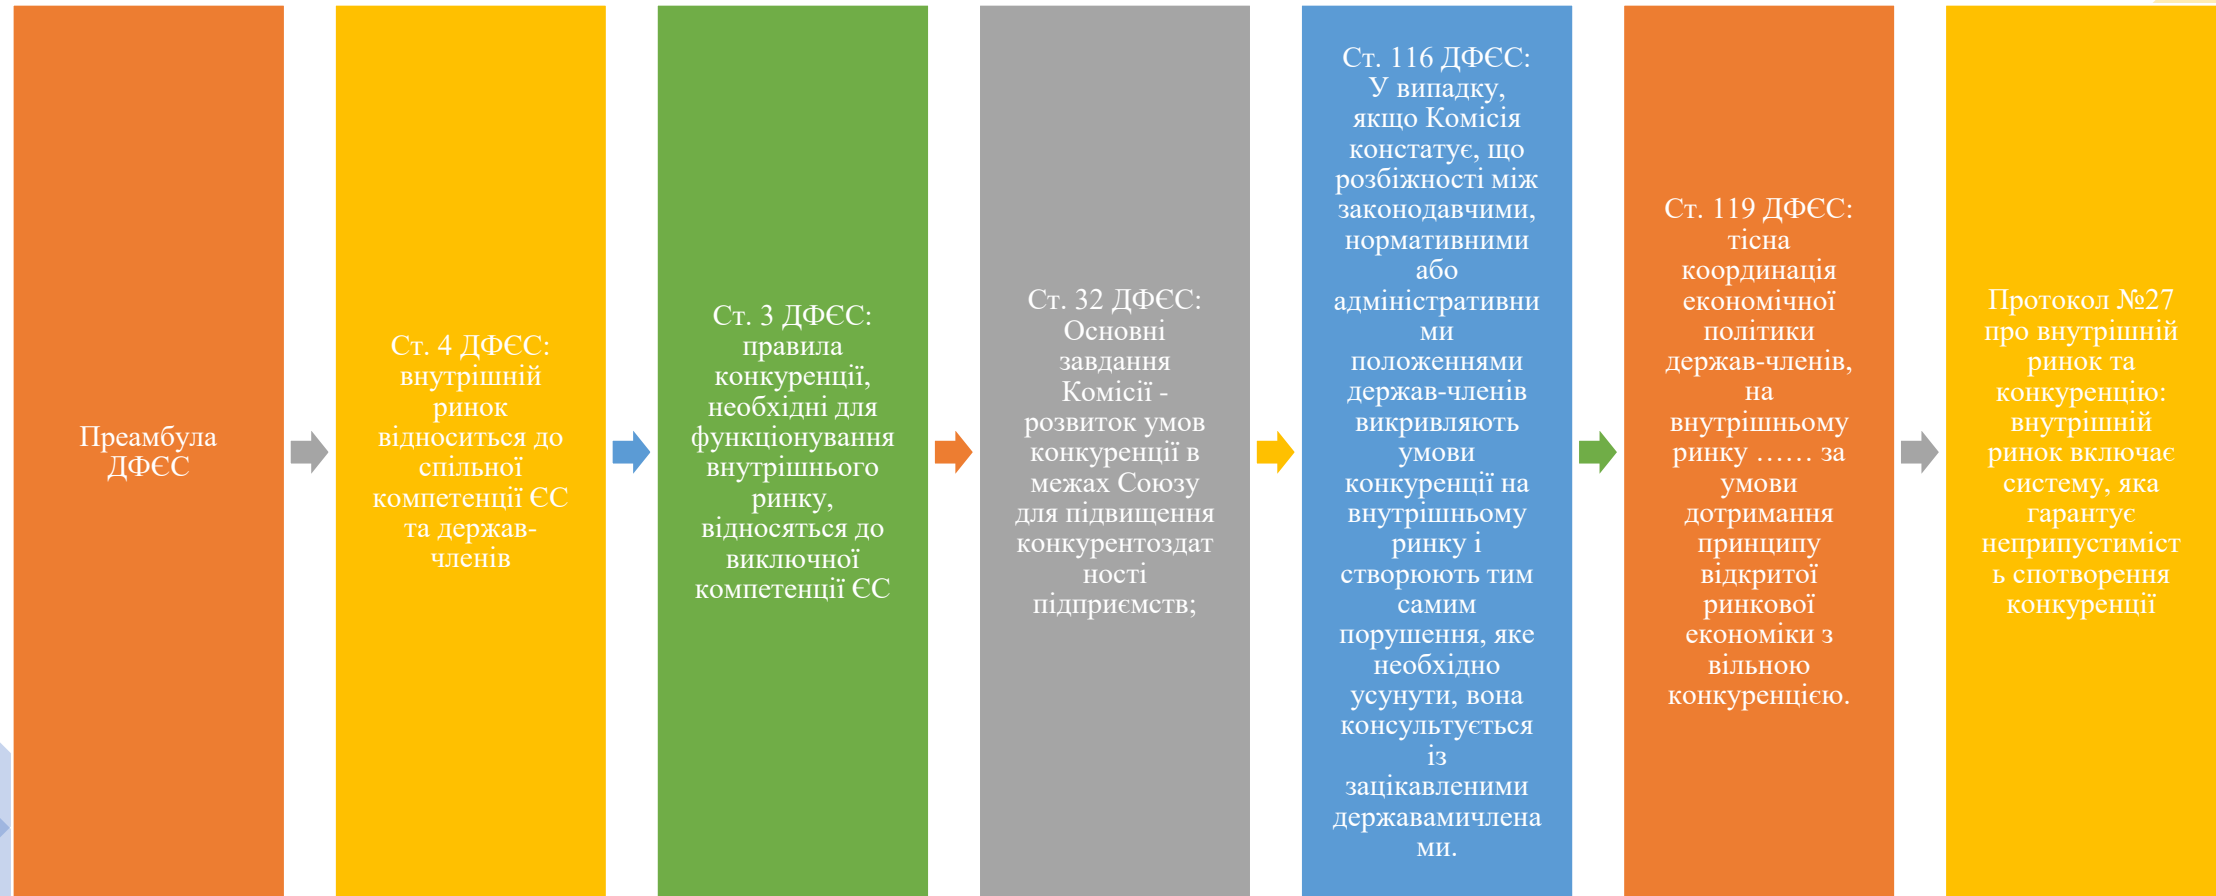 Преамбула
ДФЄС
Ст. 4 ДФЄС:
внутрішній
ринок
відноситься до
спільної
компетенції ЄС
та держав-
членів
Ст. 3 ДФЄС:
правила
конкуренції,
необхідні для
функціонування
внутрішнього
ринку,
відносяться до
виключної
компетенції ЄС
Ст. 32 ДФЄС:
Основні
завдання
Комісії -
розвиток умов
конкуренції в
межах Союзу
для підвищення
конкурентоздат
ності
підприємств;
Ст. 116 ДФЄС:
У випадку,
якщо Комісія
констатує, що
розбіжності між
законодавчими,
нормативними
або
адміністративни
ми
положеннями
держав-членів
викривляють
умови
конкуренції на
внутрішньому
ринку і
створюють тим
самим
порушення, яке
необхідно
усунути, вона
консультується
із
зацікавленими
державамичлена
ми.
Ст. 119 ДФЄС:
тісна
координація
економічної
політики
держав-членів,
на
внутрішньому
ринку …… за
умови
дотримання
принципу
відкритої
ринкової
економіки з
вільною
конкуренцією.
Протокол №27
про внутрішній
ринок та
конкуренцію:
внутрішній
ринок включає
систему, яка
гарантує
неприпустиміст
ь спотворення
конкуренції